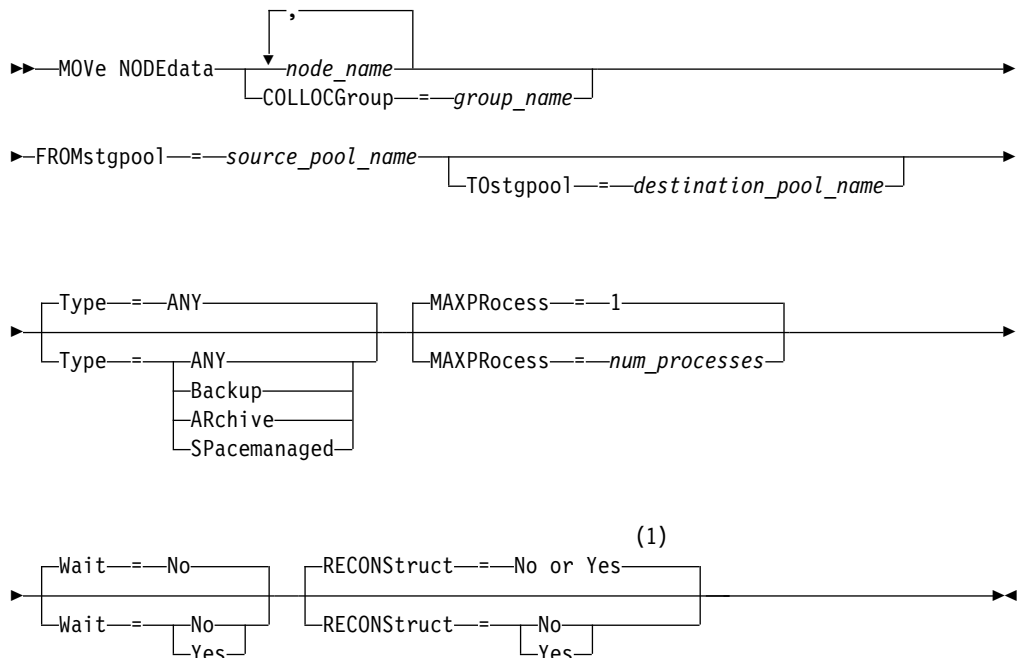 ,
MOVe NODEdata node_name
COLLOCGroup = group_name
FROMstgpool = source_pool_name
TOstgpool = destination_pool_name
Type = ANY MAXPRocess = 1
Type = ANY MAXPRocess = num_processes
Backup
ARchive
SPacemanaged
(1)
Wait = No RECONStruct = No or Yes
Wait = No RECONStruct = No
Yes Yes